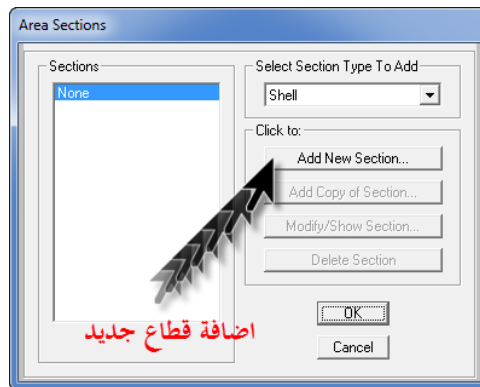 Area Sections
Sections
None
Select Section Type To Add
Shell
Click to:
Add New Section...
Add Copy of Section...
Modify/Show Section...
Delete Section
OK
Cancel
اضافة قطاع جديد